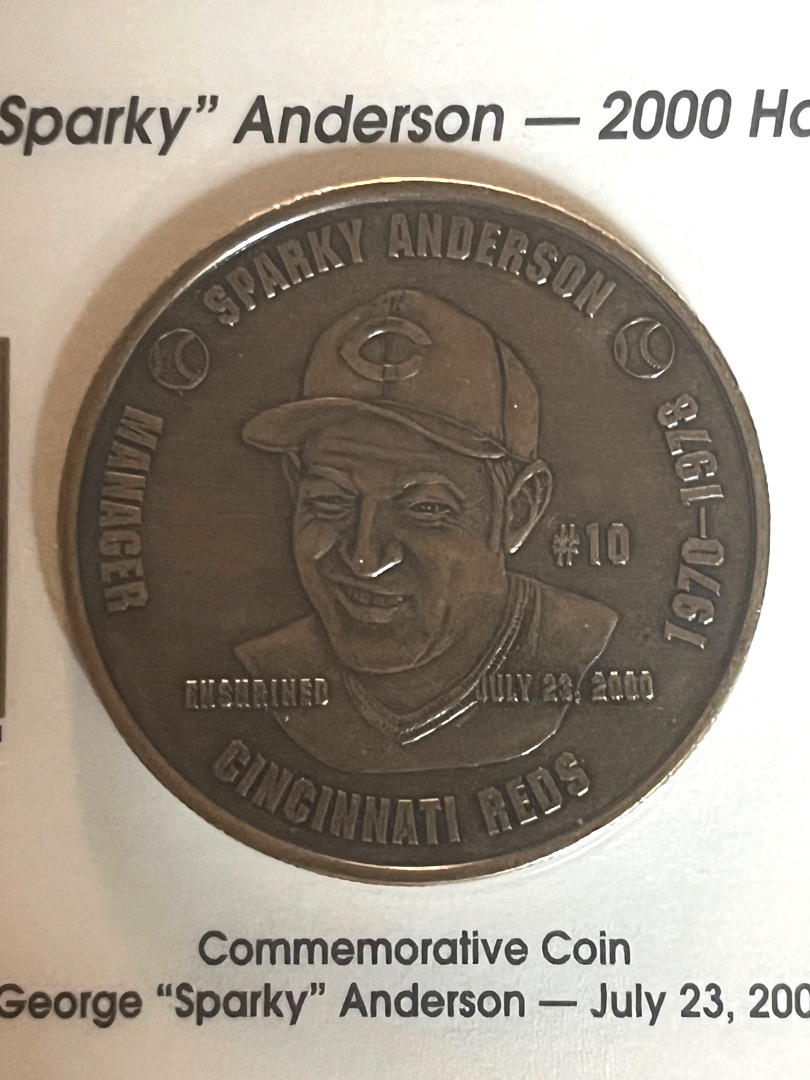 Sparky” Anderson — 2000 Ho
SPARKY ANDERSON
MANAGER
1970–1978
C
#10
ENSHRINED JULY 23, 2000
CINCINNATI REDS
Commemorative Coin
George “Sparky” Anderson — July 23, 200